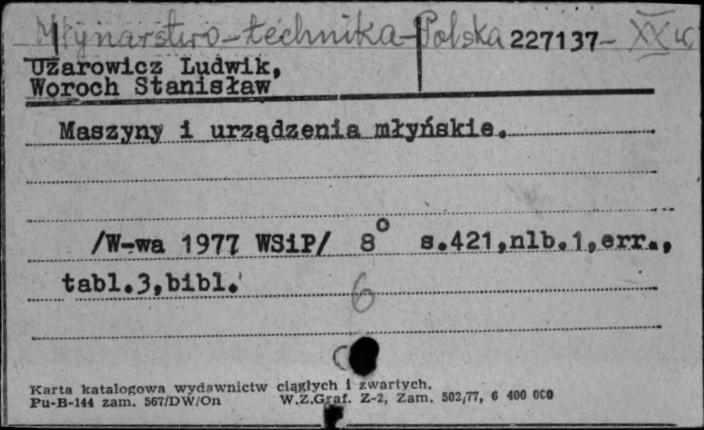 Młynarstwo-technika-Polska 227137- XX w
Użarowicz Ludwik,
Woroch Stanisław
Maszyny i urządzenia młyńskie.
/W-wa 1977 WSiP/ 8° s.421,nlb.1,err.,
tabl.3,bibl.
6
Karta katalogowa wydawnictw ciągłych i zwartych.
Pu-B-144 zam. 567/DW/On W.Z.Graf. Z-2, Zam. 502/77, 6 400 000